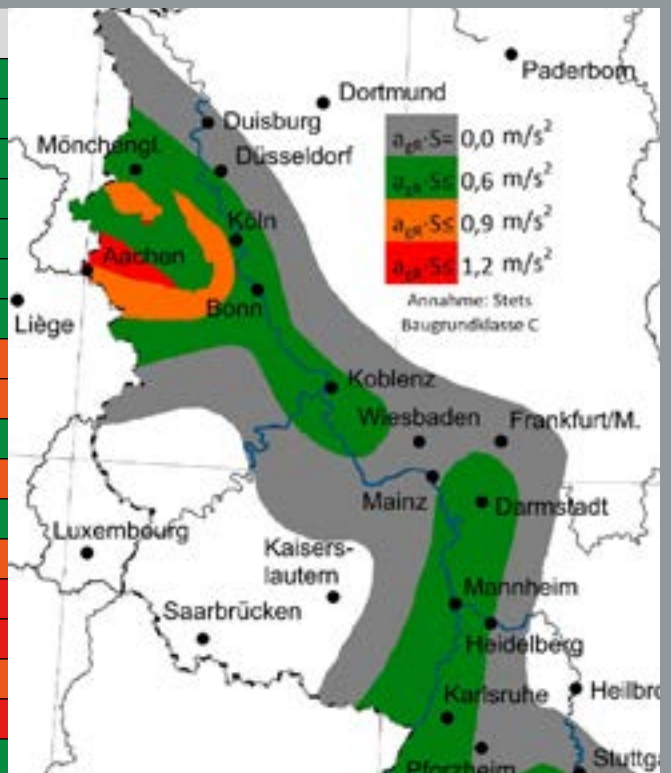 Paderborn
Dortmund
Duisburg
Mönchengl.
Düsseldorf
a_gR·S= 0,0 m/s²
a_gR·S≤ 0,6 m/s²
a_gR·S≤ 0,9 m/s²
a_gR·S≤ 1,2 m/s²
Annahme: Stets
Baugrundklasse C
Köln
Aachen
Bonn
Liège
Koblenz
Wiesbaden
Frankfurt/M.
Mainz
Darmstadt
Luxembourg
Kaisers-
lautern
Mannheim
Saarbrücken
Heidelberg
Karlsruhe
Heilbro
Pforzheim
Stuttg